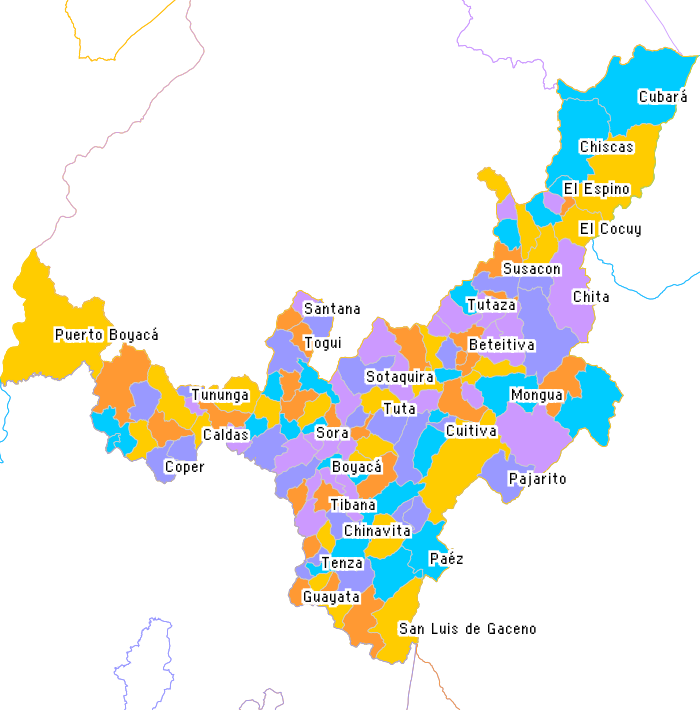 Cubará
Chiscas
El Espino
El Cocuy
Susacon
Chita
Tutaza
Santana
Puerto Boyacá
Togui
Beteitiva
Sotaquira
Tununga
Mongua
Tuta
Caldas
Sora
Cuitiva
Coper
Boyacá
Pajarito
Tibana
Chinavita
Tenza
Paéz
Guayata
San Luis de Gaceno